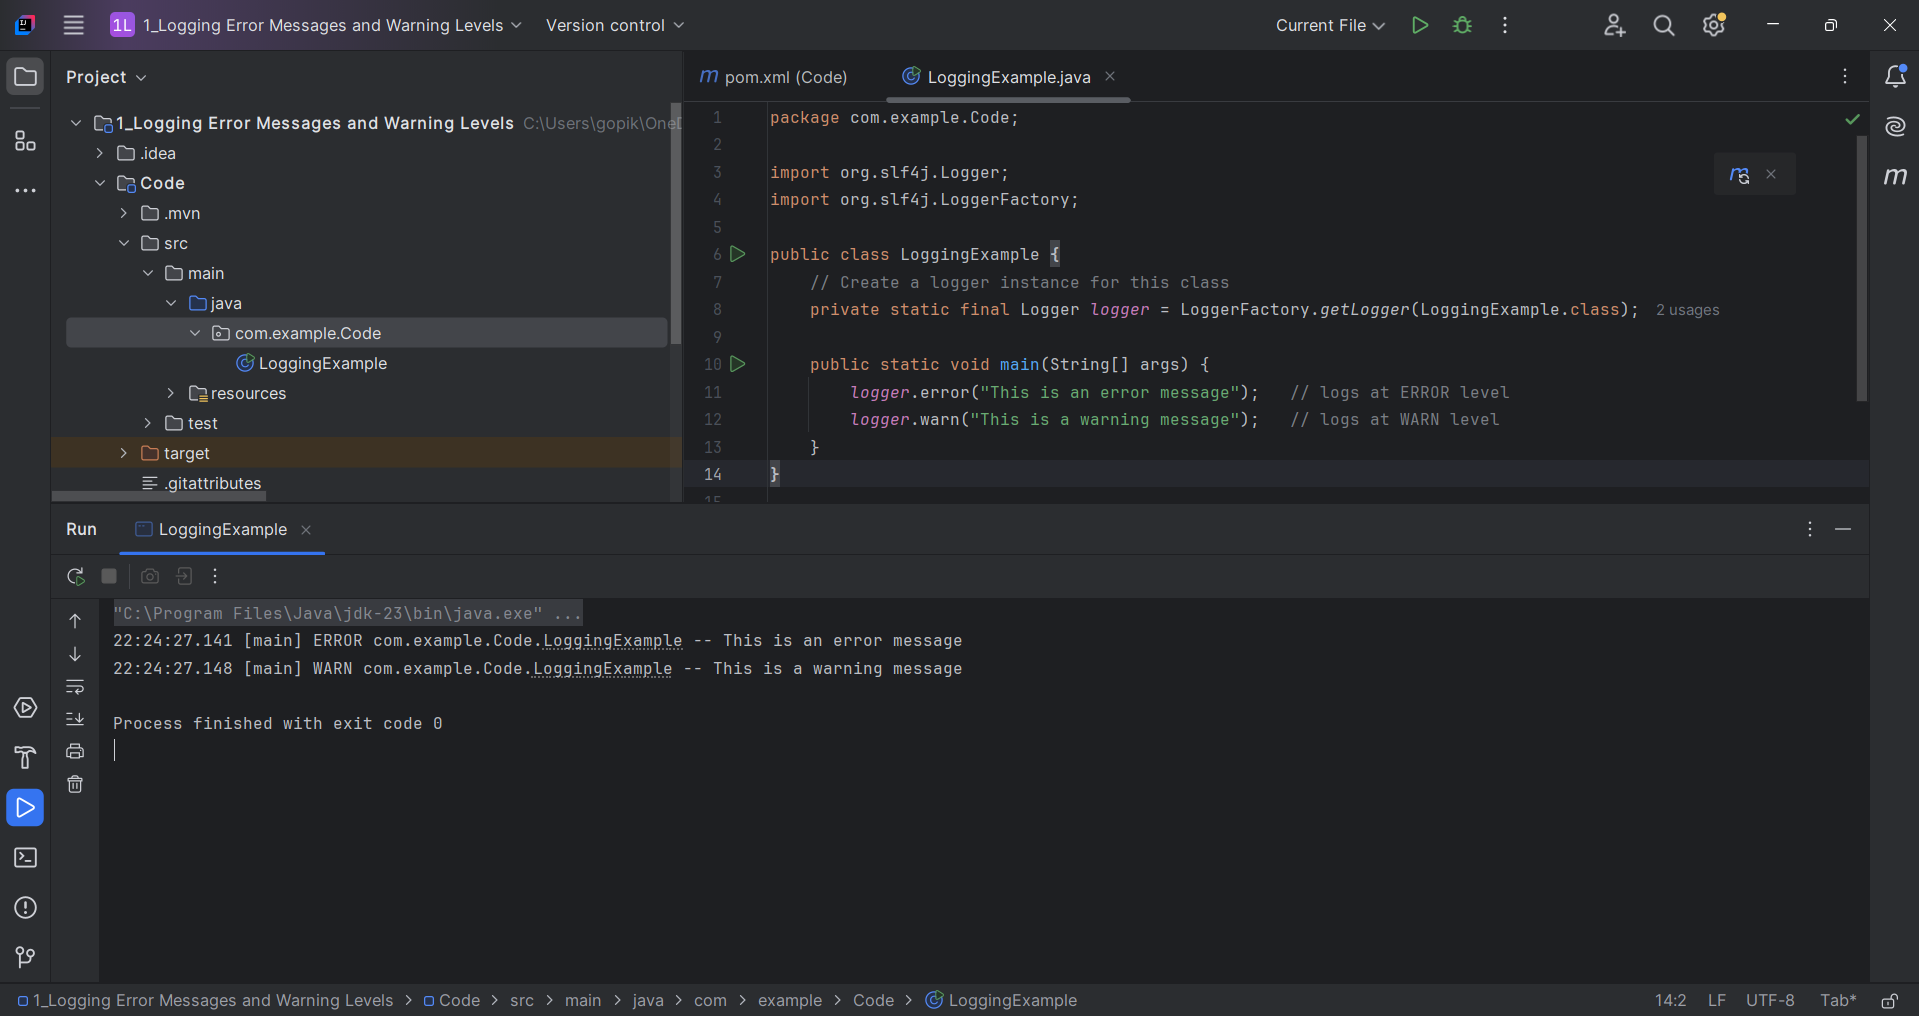 1L 1_Logging Error Messages and Warning Levels Version control Current File
Project
1_Logging Error Messages and Warning Levels C:\Users\gopik\One
.idea
Code
.mvn
src
main
java
com.example.Code
LoggingExample
resources
test
target
.gitattributes
m pom.xml (Code) LoggingExample.java
1 package com.example.Code;
2
3 import org.slf4j.Logger;
4 import org.slf4j.LoggerFactory;
5
6 public class LoggingExample {
7 // Create a logger instance for this class
8 private static final Logger logger = LoggerFactory.getLogger(LoggingExample.class); 2 usages
9
10 public static void main(String[] args) {
11 logger.error("This is an error message"); // logs at ERROR level
12 logger.warn("This is a warning message"); // logs at WARN level
13 }
14 }
15
m
m
Run LoggingExample
"C:\Program Files\Java\jdk-23\bin\java.exe" ...
22:24:27.141 [main] ERROR com.example.Code.LoggingExample -- This is an error message
22:24:27.148 [main] WARN com.example.Code.LoggingExample -- This is a warning message
Process finished with exit code 0
1_Logging Error Messages and Warning Levels > Code > src > main > java > com > example > Code > LoggingExample 14:2 LF UTF-8 Tab*